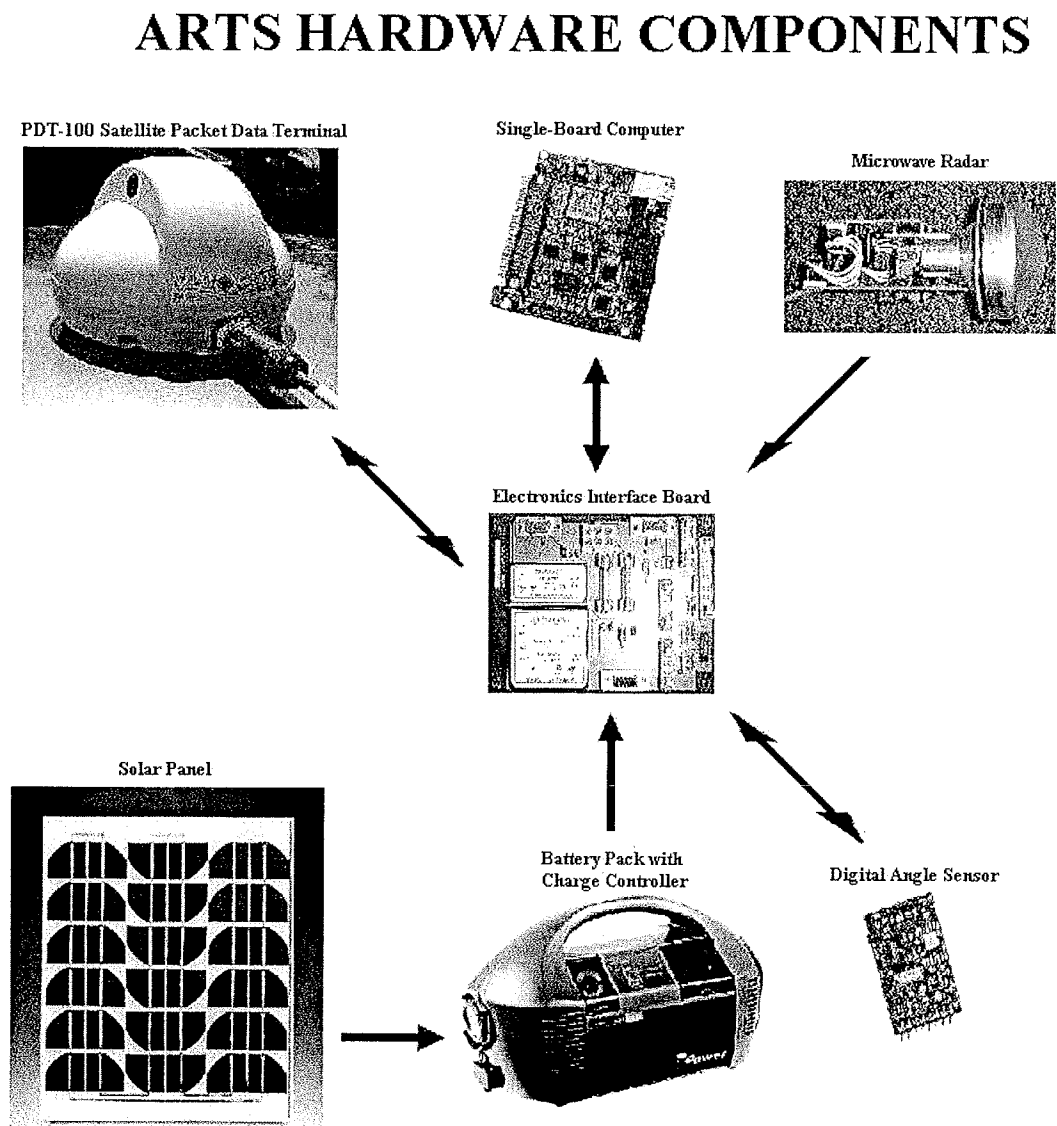 ARTS HARDWARE COMPONENTS
PDT-100 Satellite Packet Data Terminal
Single-Board Computer
Microwave Radar
Electronics Interface Board
Solar Panel
Battery Pack with
Charge Controller
Digital Angle Sensor